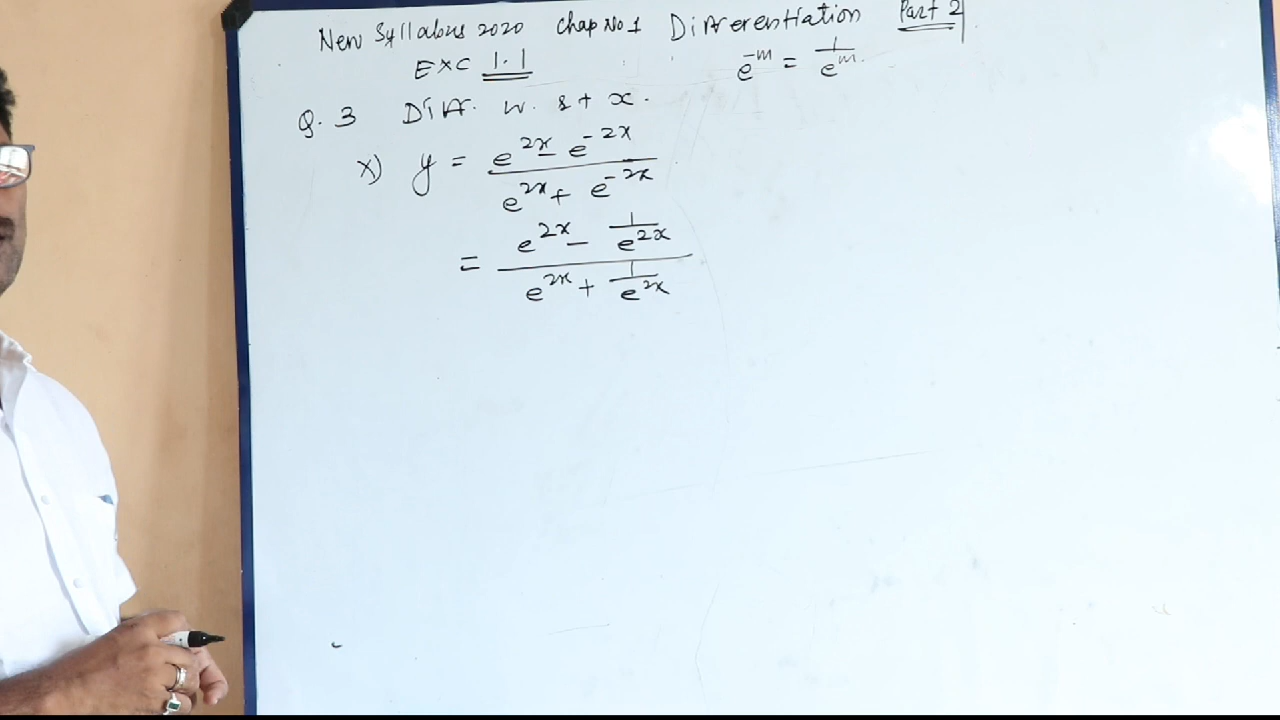 New Syllabus 2020 Chap No 1 Differentiation Part 2
EXC 1.1
e^-m = 1/e^m.
Q. 3 Diff. w. r t x.
x) y = (e^2x - e^-2x)/(e^2x + e^-2x)
= (e^2x - 1/e^2x)/(e^2x + 1/e^2x)